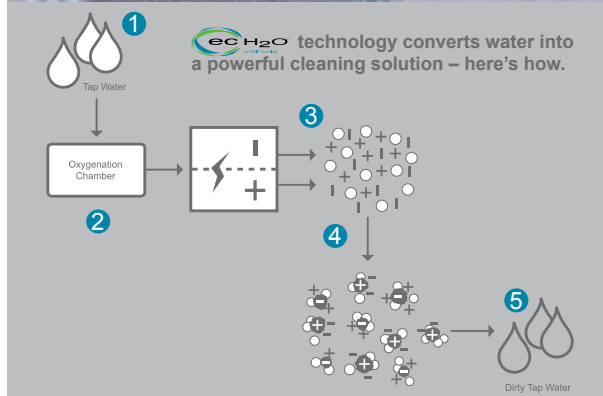 1
ec H2O technology converts water into
a powerful cleaning solution – here's how.
Tap Water
3
Oxygenation
Chamber
2
4
5
Dirty Tap Water